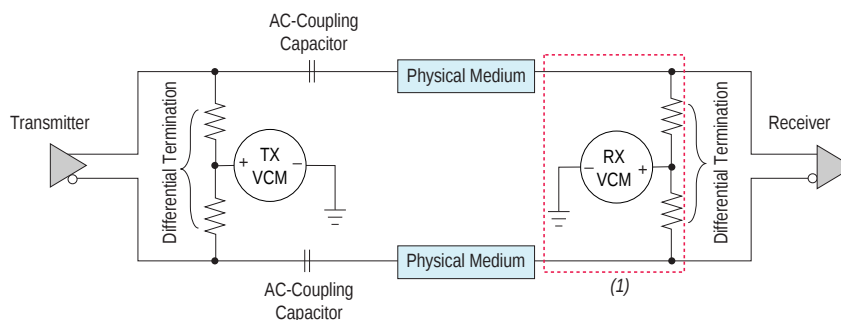 AC-Coupling
Capacitor
Physical Medium
Transmitter
Differential Termination
+
TX
VCM
–
–
RX
VCM
+
Differential Termination
Receiver
Physical Medium
AC-Coupling
Capacitor
(1)